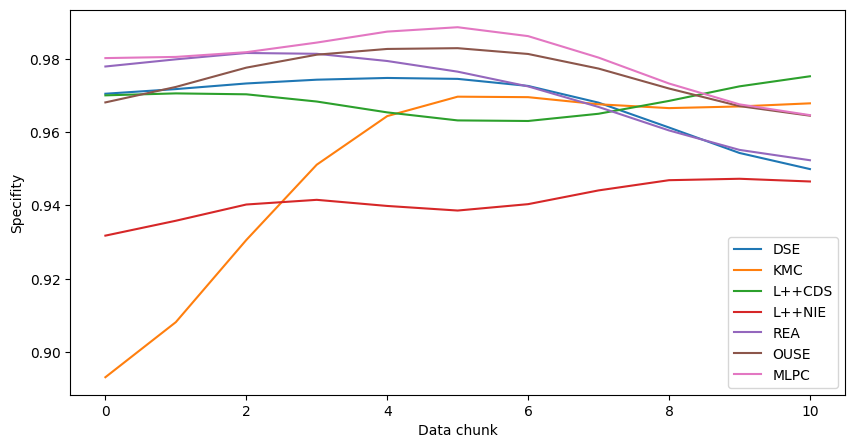 0.98
0.96
0.94
0.92
0.90
Specifity
0
2
4
6
8
10
Data chunk
DSE
KMC
L++CDS
L++NIE
REA
OUSE
MLPC